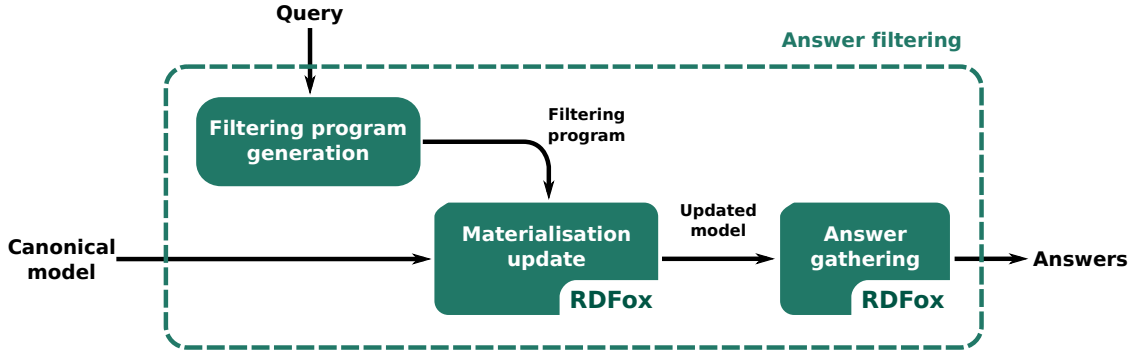 Query
Answer filtering
Filtering program
generation
Filtering
program
Canonical
model
Materialisation
update
RDFox
Updated
model
Answer
gathering
RDFox
Answers